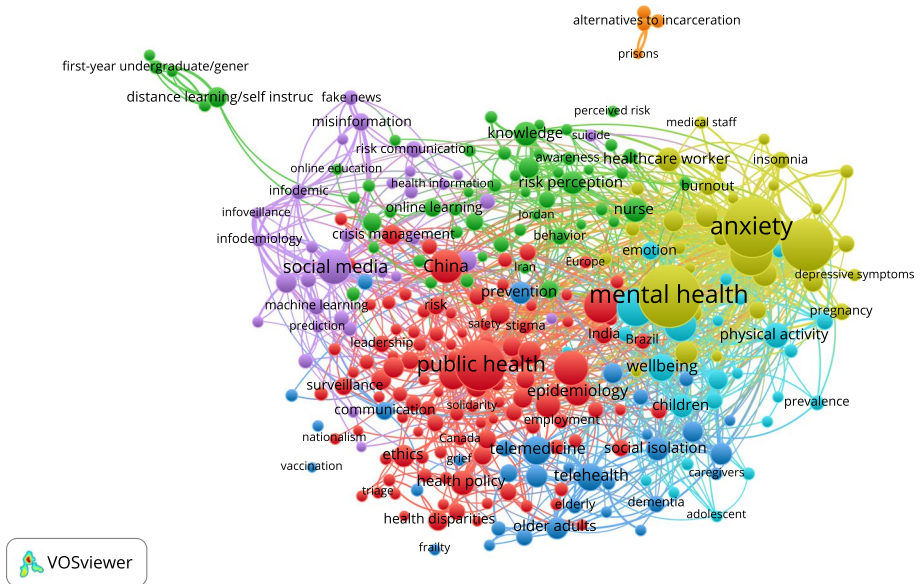 alternatives to incarceration
prisons
first-year undergraduate/gener
distance learning/self instruc
fake news
misinformation
perceived risk
medical staff
knowledge
suicide
risk communication
awareness
healthcare worker
insomnia
online education
health information
risk perception
burnout
infodemic
online learning
nurse
infoveillance
Jordan
anxiety
infodemiology
crisis management
behavior
emotion
social media
China
Iran
Europe
depressive symptoms
machine learning
risk
prevention
mental health
pregnancy
prediction
safety
stigma
India
Brazil
physical activity
leadership
public health
wellbeing
surveillance
epidemiology
communication
solidarity
children
prevalence
employment
nationalism
Canada
ethics
grief
telemedicine
social isolation
vaccination
telehealth
caregivers
health policy
triage
elderly
dementia
health disparities
older adults
adolescent
frailty
VOSviewer